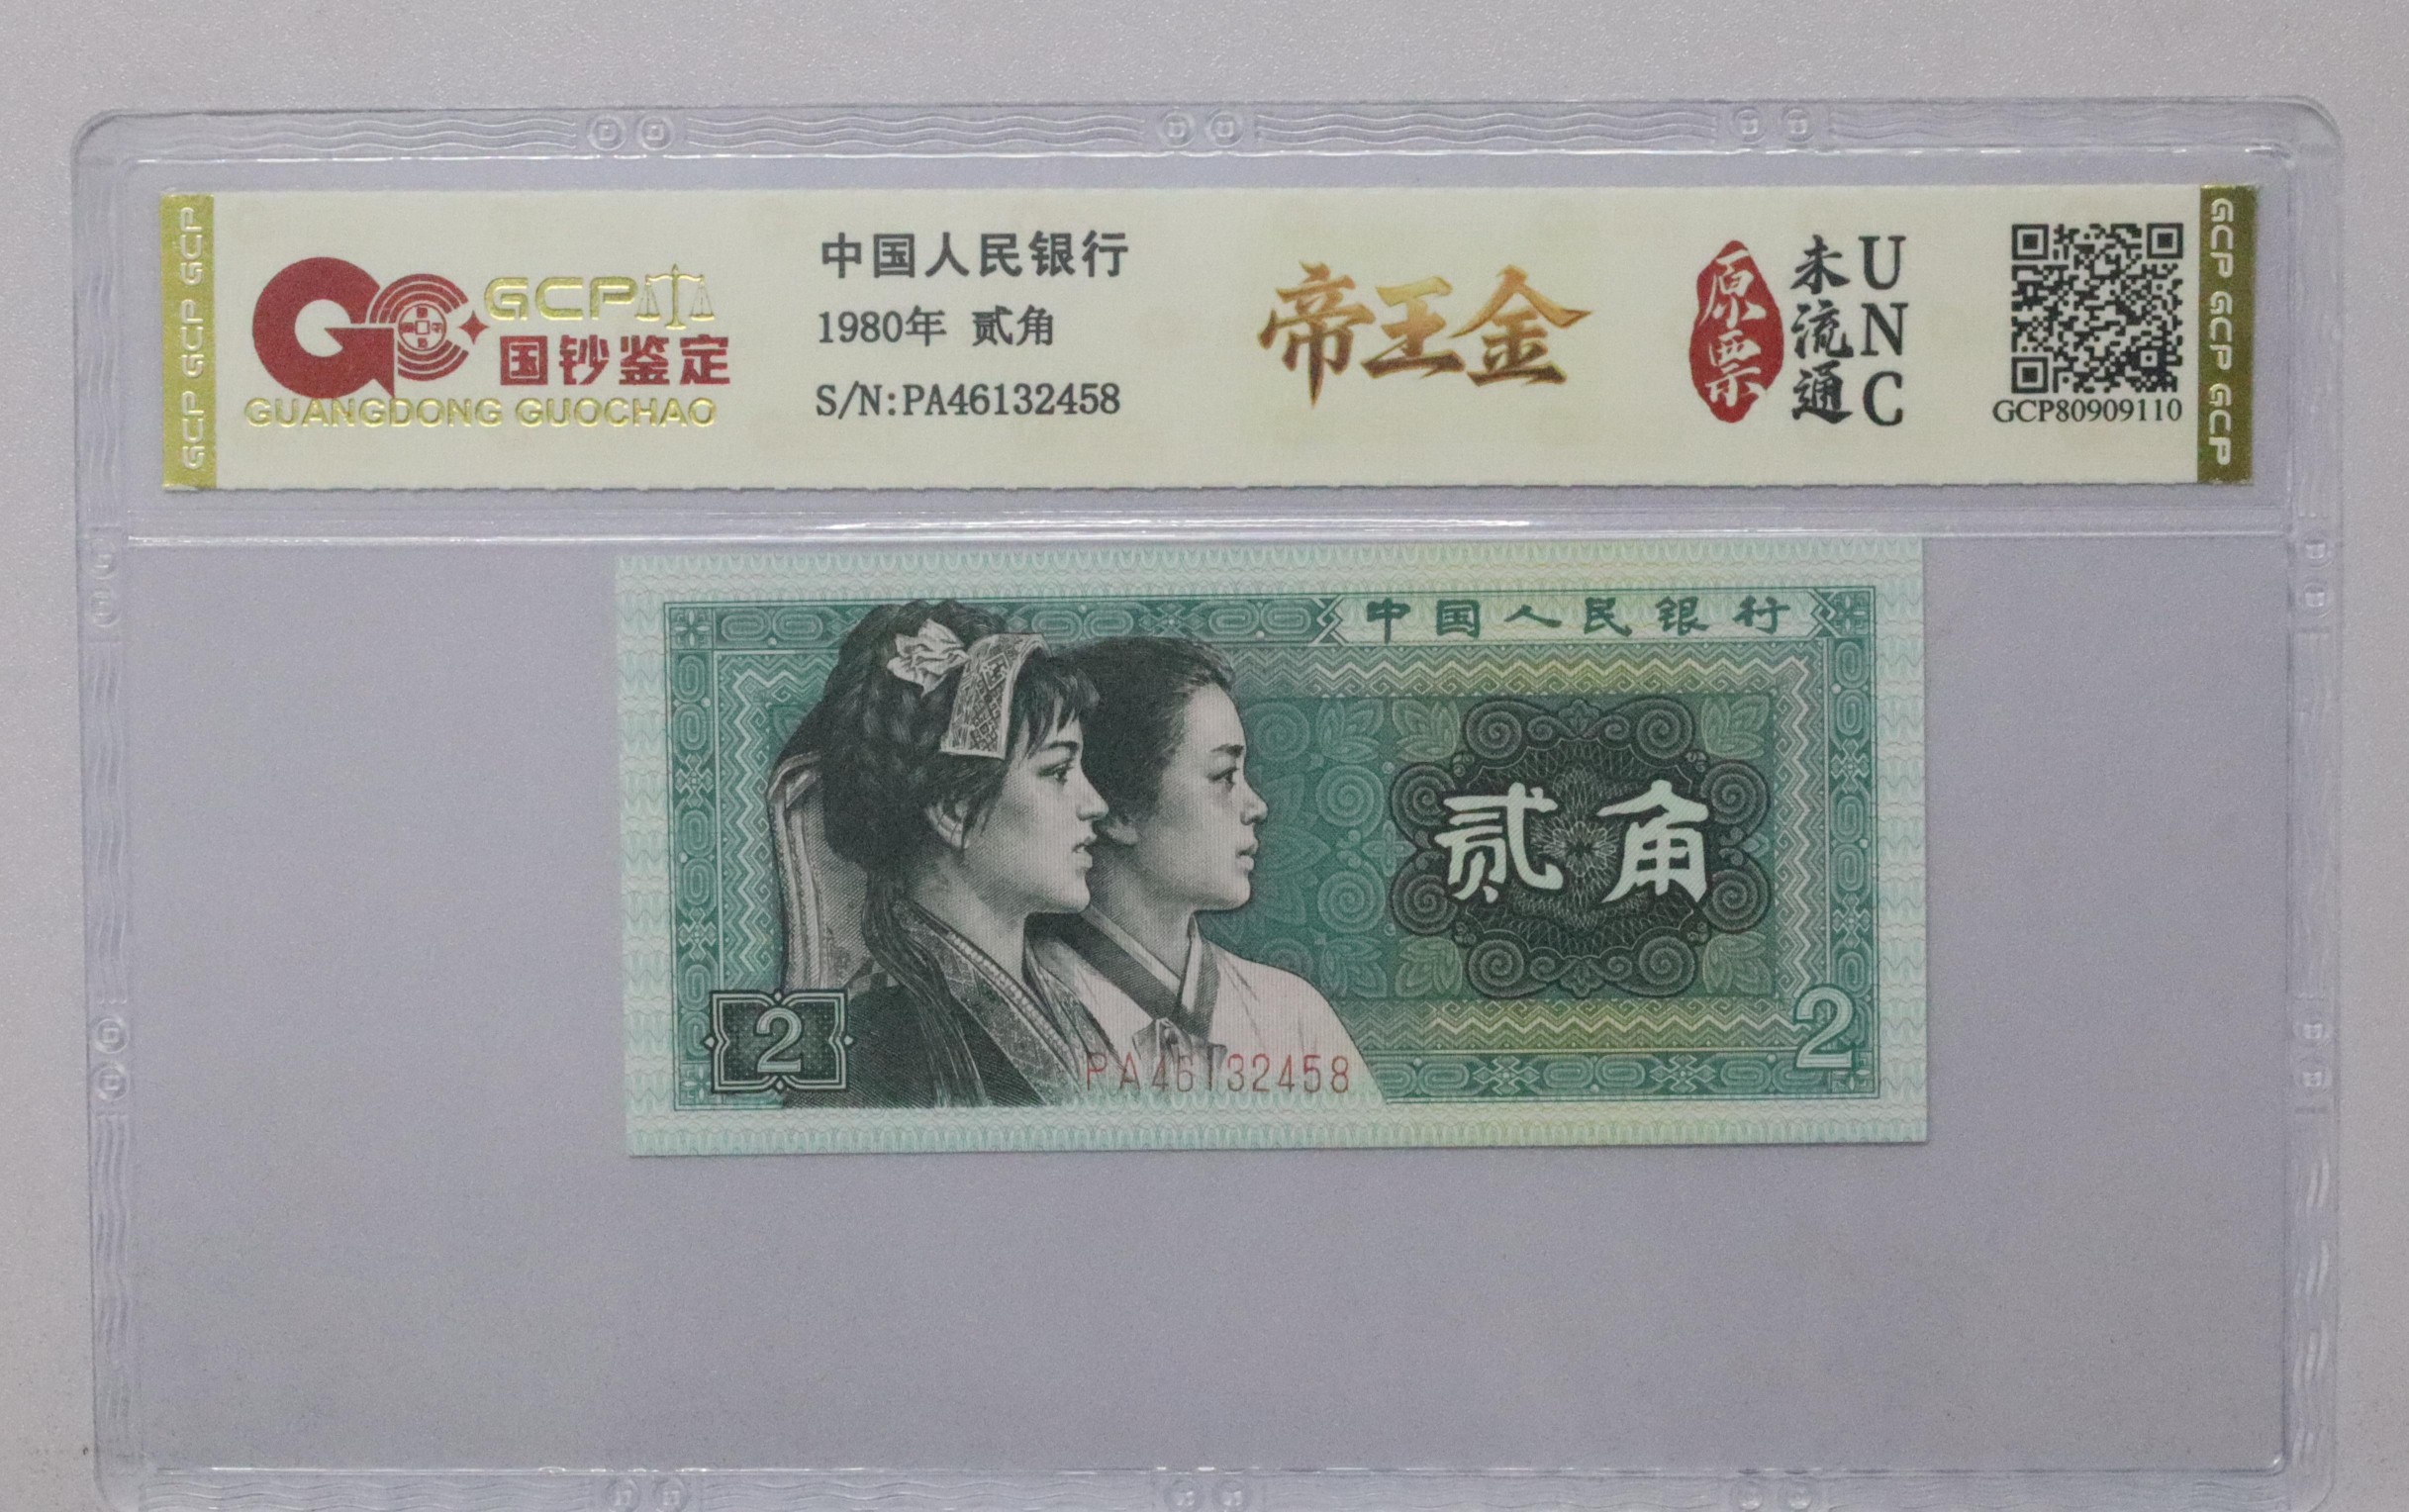 GCP GCP GCP
GCP
国钞鉴定
GUANGDONG GUOCHAO
中国人民银行
1980年 贰角
S/N:PA46132458
帝王金
原票
未流通
UNC
GCP80909110
GCP GCP GCP
中国人民银行
贰角
2
2
PA46132458